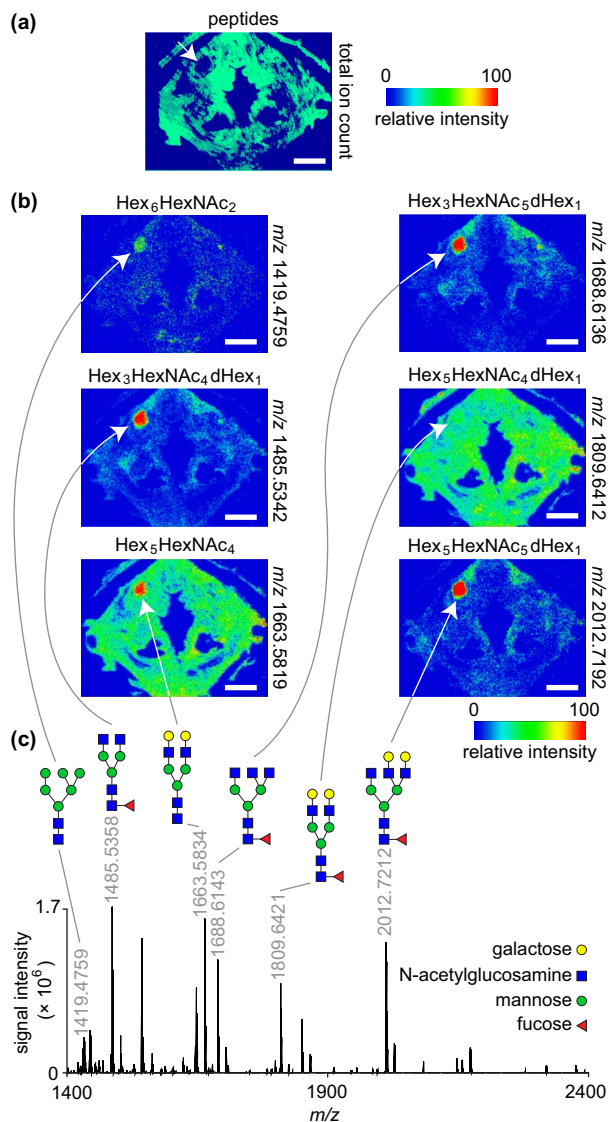 (a)
peptides
total ion count
0 100
relative intensity
(b)
Hex₆HexNAc₂
m/z 1419.4759
Hex₃HexNAc₅dHex₁
m/z 1688.6136
Hex₃HexNAc₄dHex₁
m/z 1485.5342
Hex₅HexNAc₄dHex₁
m/z 1809.6412
Hex₅HexNAc₄
m/z 1663.5819
Hex₅HexNAc₅dHex₁
m/z 2012.7192
0 100
relative intensity
(c)
1419.4759
1485.5358
1663.5834
1688.6143
1809.6421
2012.7212
1.7
signal intensity
(× 10⁶)
0
galactose
N-acetylglucosamine
mannose
fucose
1400 1900 2400
m/z